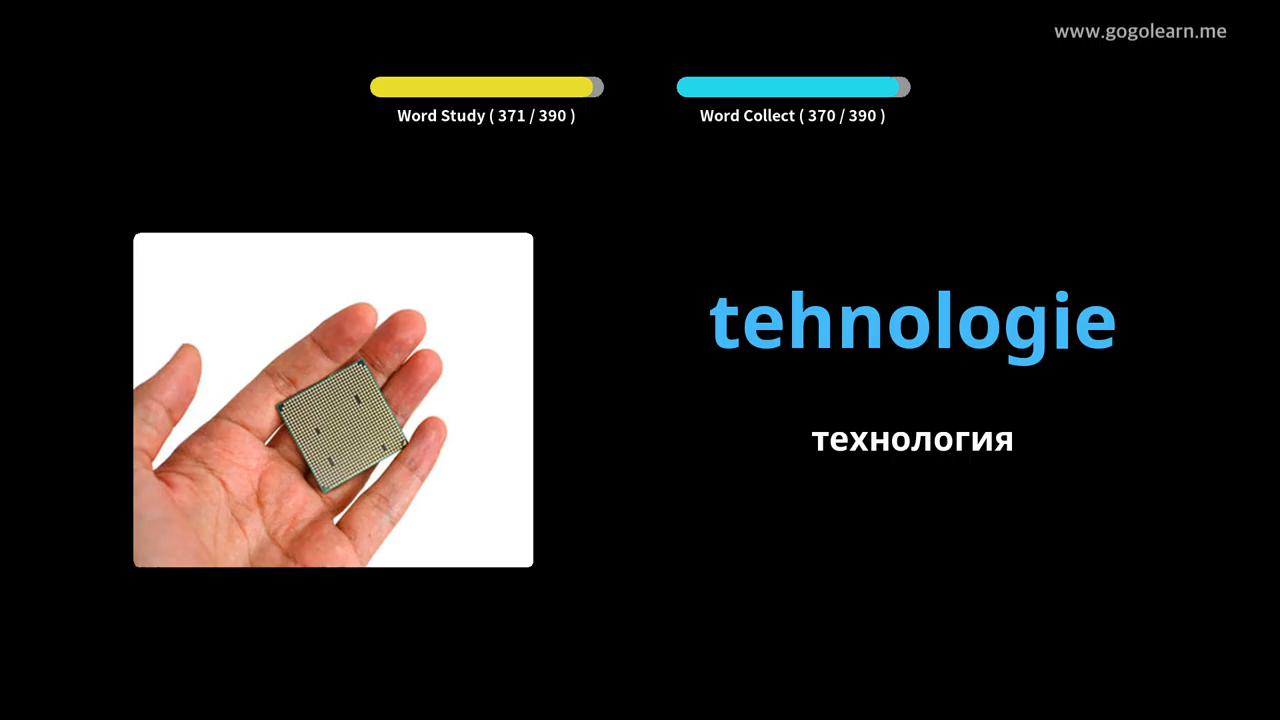 www.gogolearn.me
Word Study ( 371 / 390 )
Word Collect ( 370 / 390 )
tehnologie
технология